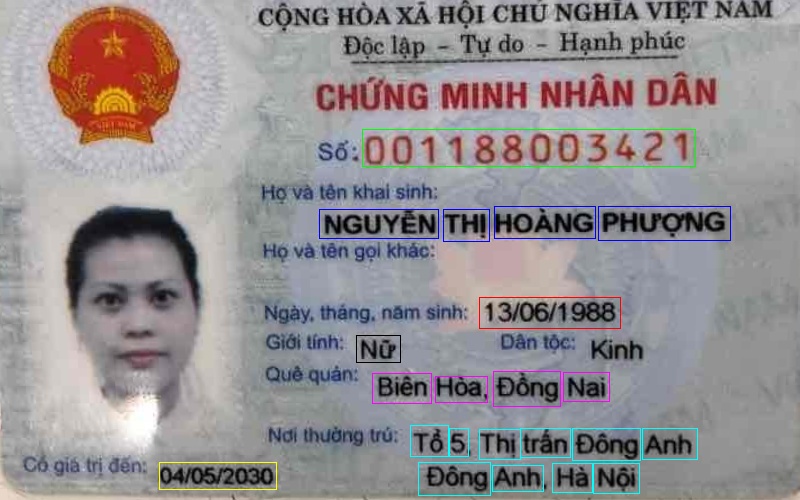 CỘNG HÒA XÃ HỘI CHỦ NGHĨA VIỆT NAM
Độc lập - Tự do - Hạnh phúc
CHỨNG MINH NHÂN DÂN
Số: 001188003421
Họ và tên khai sinh:
NGUYỄN THỊ HOÀNG PHƯỢNG
Họ và tên gọi khác:
Ngày, tháng, năm sinh: 13/06/1988
Giới tính: Nữ Dân tộc: Kinh
Quê quán: Biên Hòa, Đồng Nai
Nơi thường trú: Tổ 5, Thị trấn Đông Anh
Đông Anh, Hà Nội
Có giá trị đến: 04/05/2030
VIỆT NAM